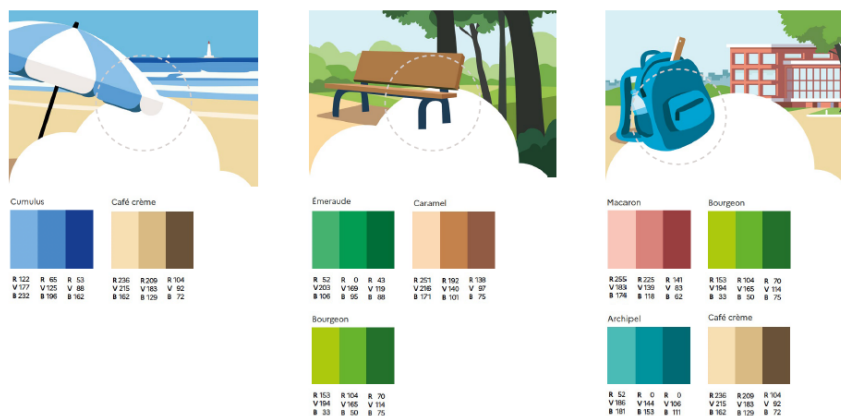 Cumulus
R 122 R 65 R 53
V 177 V 125 V 88
B 232 B 196 B 162
Café crème
R 236 R 209 R 104
V 215 V 183 V 92
B 162 B 129 B 72
Émeraude
R 52 R 0 R 43
V 203 V 169 V 119
B 106 B 95 B 88
Caramel
R 251 R 192 R 138
V 216 V 140 V 97
B 171 B 101 B 75
Bourgeon
R 153 R 104 R 70
V 194 V 165 V 114
B 33 B 50 B 75
Macaron
R 255 R 225 R 141
V 183 V 139 V 83
B 174 B 118 B 62
Bourgeon
R 153 R 104 R 70
V 194 V 165 V 114
B 33 B 50 B 75
Archipel
R 52 R 0 R 0
V 186 V 144 V 106
B 181 B 153 B 111
Café crème
R 236 R 209 R 104
V 215 V 183 V 92
B 162 B 129 B 72